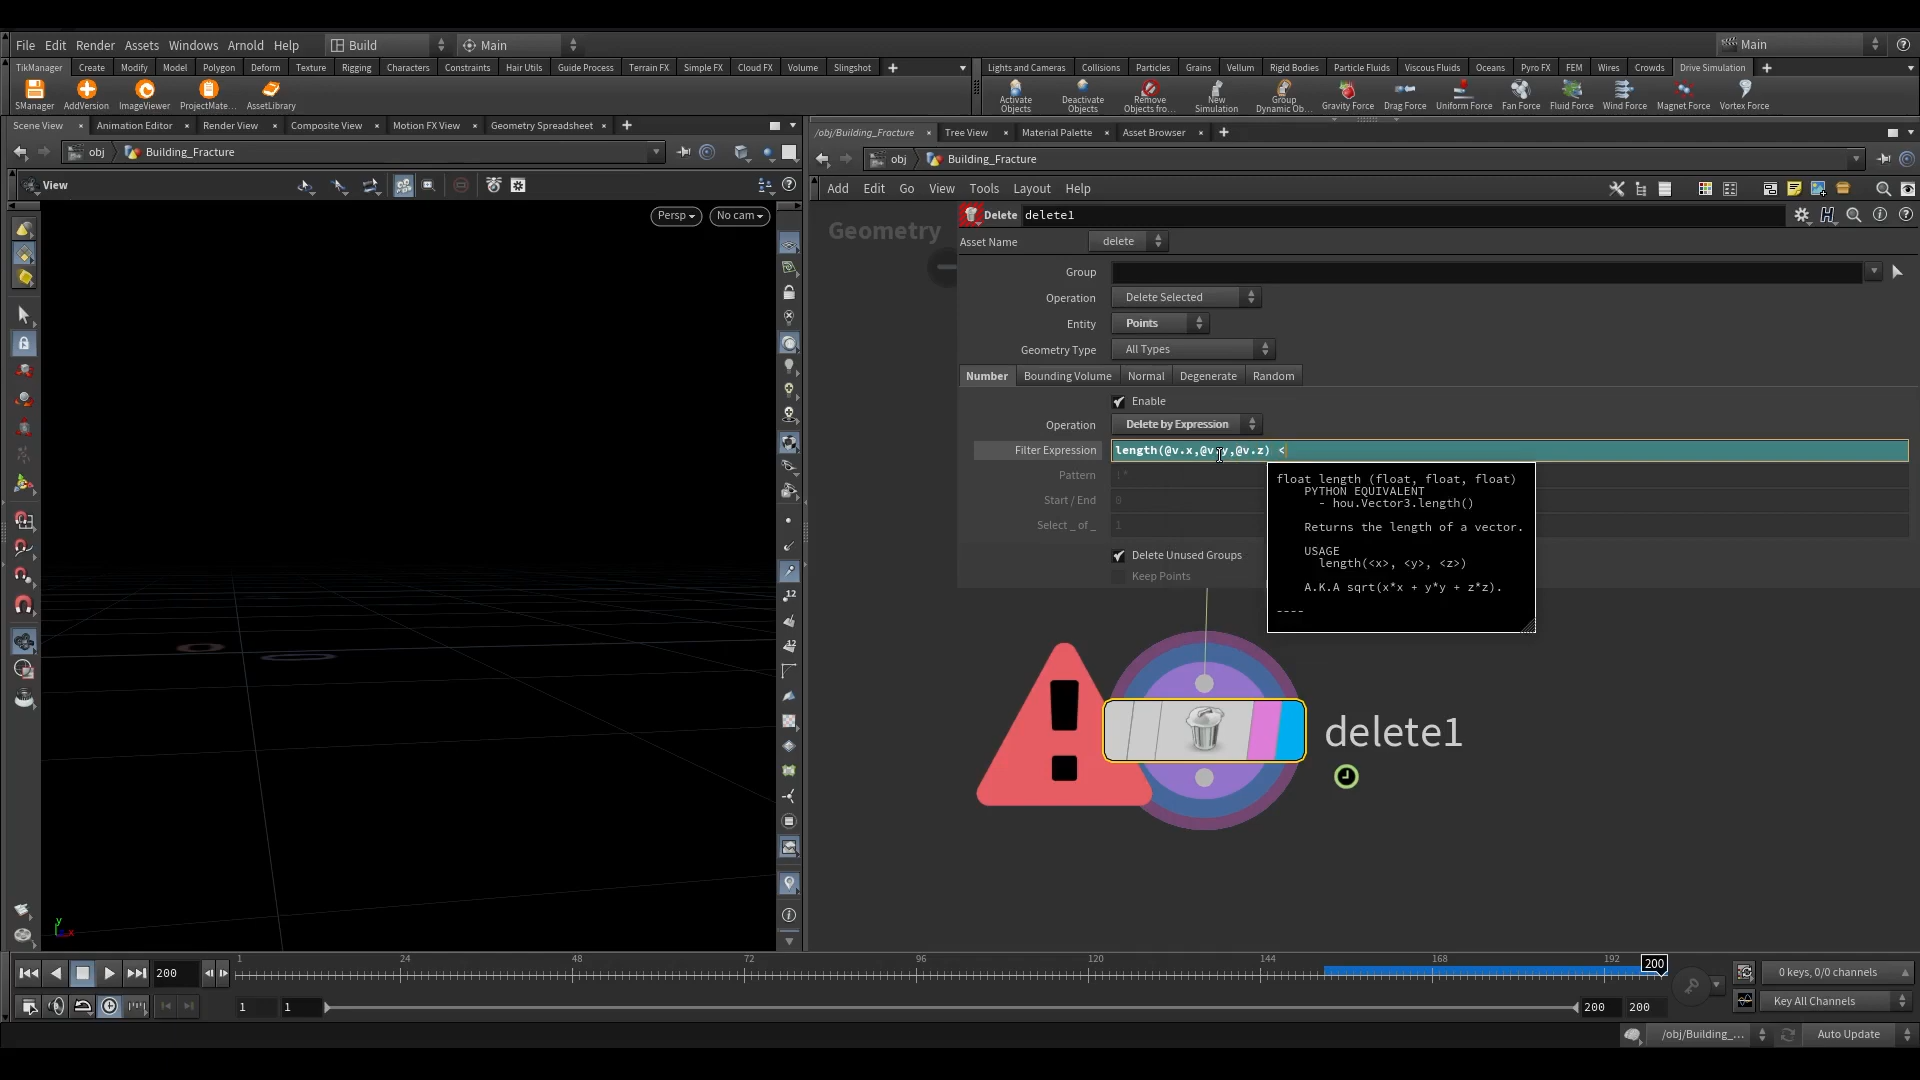 File Edit Render Assets Windows Arnold Help Build Main Main
TikManager Create Modify Model Polygon Deform Texture Rigging Characters Constraints Hair Utils Guide Process Terrain FX Simple FX Cloud FX Volume Slingshot
Lights and Cameras Collisions Particles Grains Vellum Rigid Bodies Particle Fluids Viscous Fluids Oceans Pyro FX FEM Wires Crowds Drive Simulation
SManager AddVersion ImageViewer ProjectMate... AssetLibrary
Activate Objects
Deactivate Objects
Remove Objects fro...
New Simulation
Group Dynamic Ob...
Gravity Force Drag Force Uniform Force Fan Force Fluid Force Wind Force Magnet Force Vortex Force
Scene View Animation Editor Render View Composite View Motion FX View Geometry Spreadsheet
/obj/Building_Fracture Tree View Material Palette Asset Browser
obj Building_Fracture
obj Building_Fracture
View
Add Edit Go View Tools Layout Help
Persp No cam
Geometry
Delete delete1
Asset Name delete
Group
Operation Delete Selected
Entity Points
Geometry Type All Types
Number Bounding Volume Normal Degenerate Random
Enable
Operation Delete by Expression
Filter Expression length(@v.x,@v.y,@v.z) <
Pattern !*
Start / End 0
Select _ of _ 1
Delete Unused Groups
Keep Points
float length (float, float, float)
PYTHON EQUIVALENT
- hou.Vector3.length()
Returns the length of a vector.
USAGE
length(<x>, <y>, <z>)
A.K.A sqrt(x*x + y*y + z*z).
----
delete1
12
12
y
x
200 1 24 48 72 96 120 144 168 192 200
0 keys, 0/0 channels
1 1 200 200
Key All Channels
/obj/Building_... Auto Update